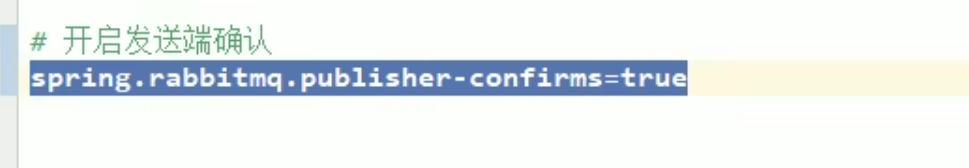 # 开启发送端确认
spring.rabbitmq.publisher-confirms=true